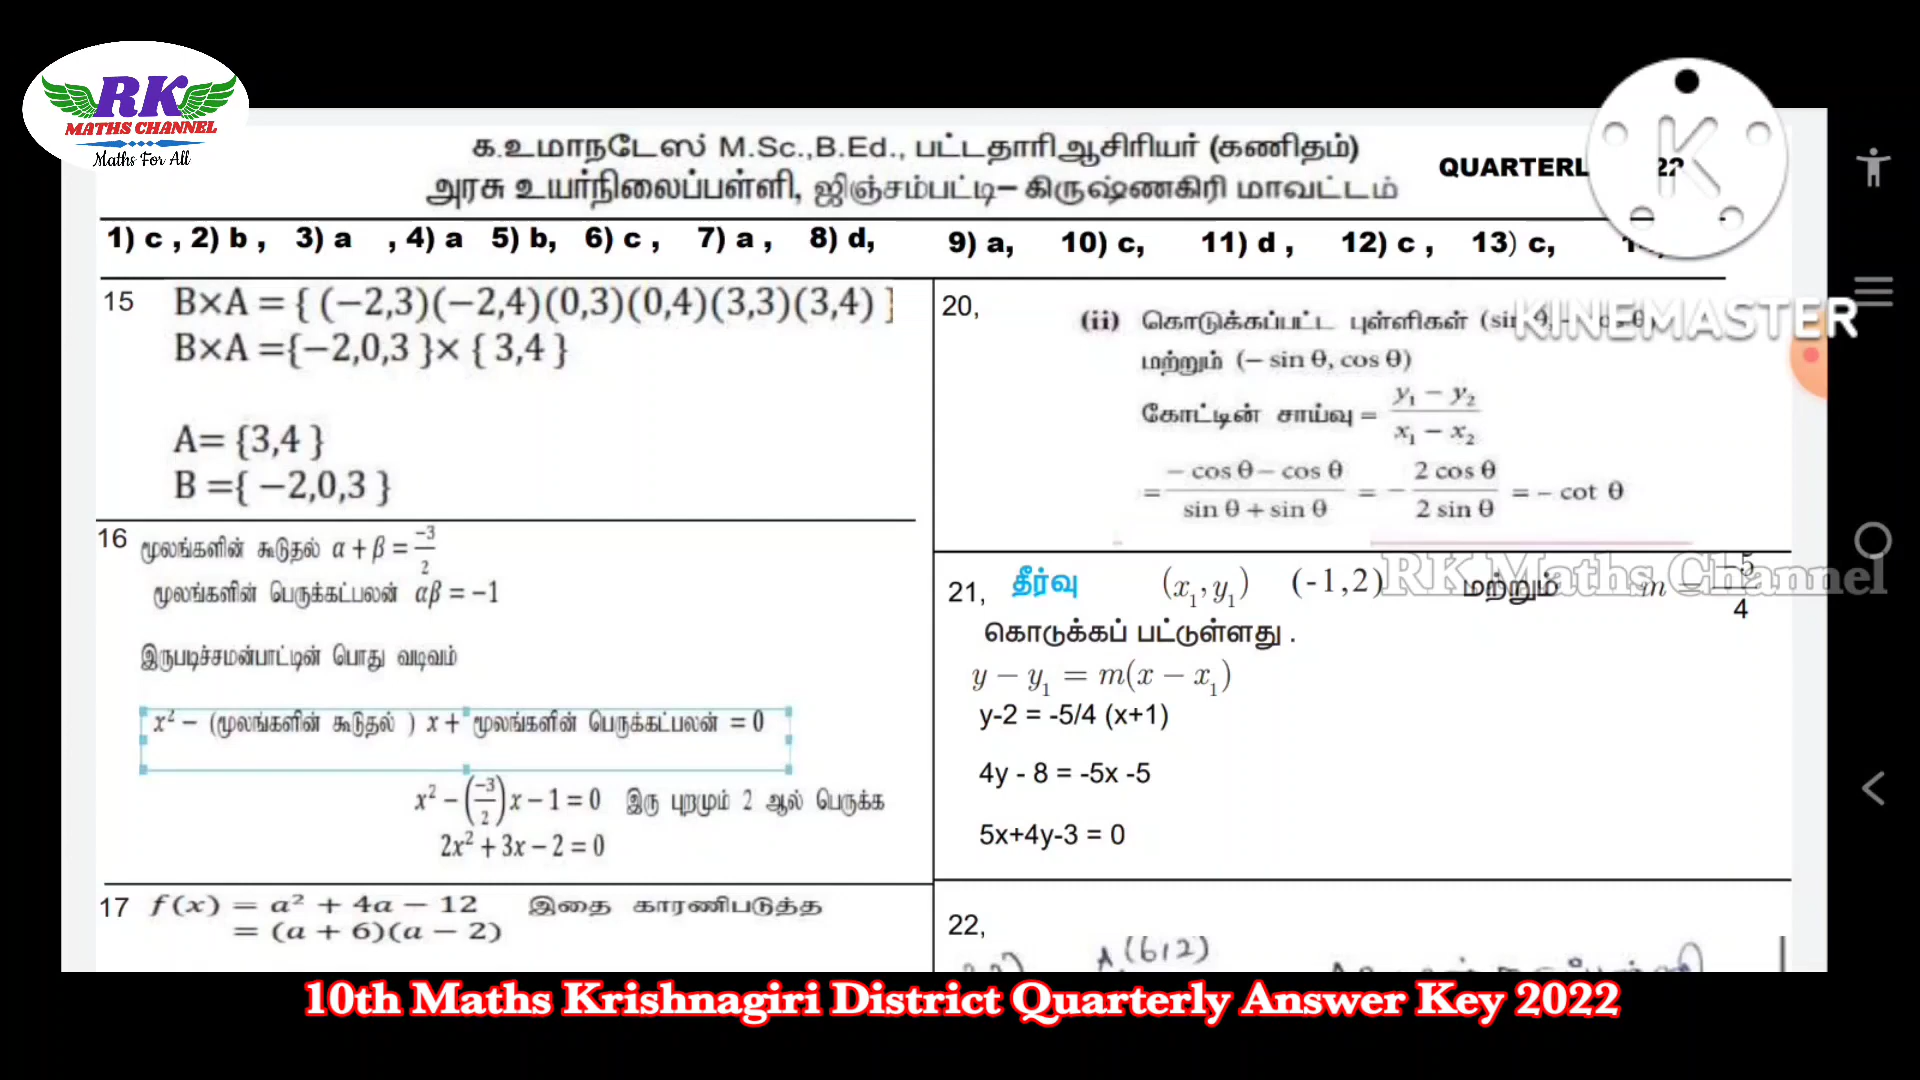 RK
MATHS CHANNEL
Maths For All
க.உமாநடேஸ் M.Sc.,B.Ed., பட்டதாரிஆசிரியர் (கணிதம்)
அரசு உயர்நிலைப்பள்ளி, ஜிஞ்சம்பட்டி– கிருஷ்ணகிரி மாவட்டம்
QUARTERL 22
K
KINEMASTER
1) c , 2) b , 3) a , 4) a 5) b, 6) c , 7) a , 8) d,
9) a, 10) c, 11) d , 12) c , 13) c,
15 B×A = { (−2,3)(−2,4)(0,3)(0,4)(3,3)(3,4) }
B×A ={−2,0,3 }× { 3,4 }
A= {3,4 }
B ={ −2,0,3 }
16 மூலங்களின் கூடுதல் α + β = −3/2
மூலங்களின் பெருக்கட்பலன் αβ = −1
இருபடிச்சமன்பாட்டின் பொது வடிவம்
x² − (மூலங்களின் கூடுதல் ) x + மூலங்களின் பெருக்கட்பலன் = 0
x² − (−3/2) x − 1 = 0 இரு புறமும் 2 ஆல் பெருக்க
2x² + 3x − 2 = 0
17 f(x) = a² + 4a − 12 இதை காரணிபடுத்த
= (a + 6)(a − 2)
20,
(ii) கொடுக்கப்பட்ட புள்ளிகள் (sin θ,
மற்றும் (− sin θ, cos θ)
கோட்டின் சாய்வு = y₁ − y₂ / x₁ − x₂
= − cos θ − cos θ / sin θ + sin θ = − 2 cos θ / 2 sin θ = − cot θ
RK Maths Channel
21, தீர்வு (x₁, y₁) (-1,2) மற்றும் m = −5/4
கொடுக்கப் பட்டுள்ளது .
y − y₁ = m(x − x₁)
y-2 = -5/4 (x+1)
4y - 8 = -5x -5
5x+4y-3 = 0
22,
A (6,2)
10th Maths Krishnagiri District Quarterly Answer Key 2022